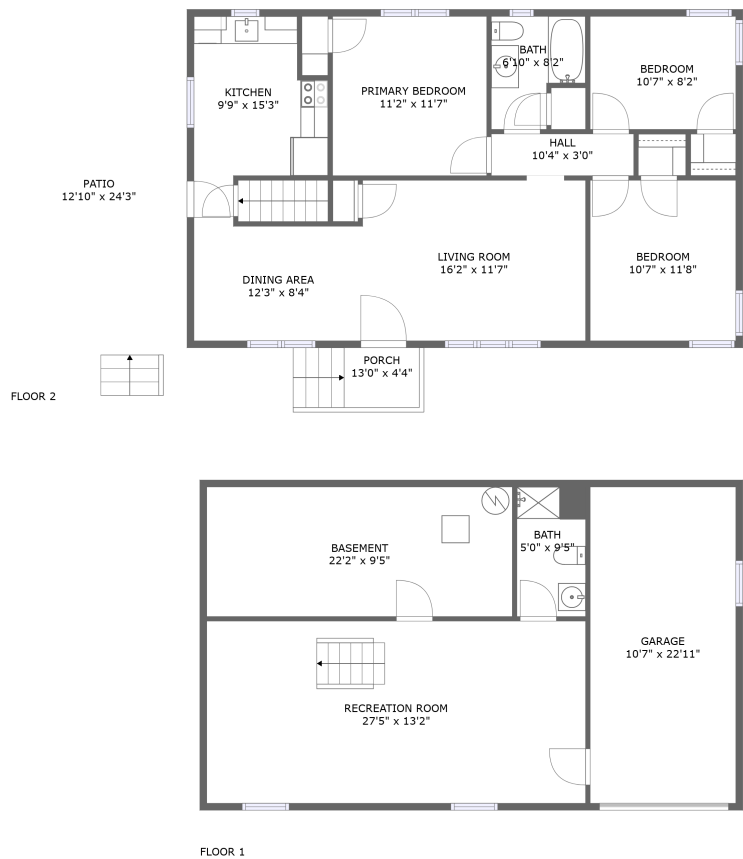 KITCHEN
9'9" x 15'3"
PRIMARY BEDROOM
11'2" x 11'7"
BATH
6'10" x 8'2"
BEDROOM
10'7" x 8'2"
HALL
10'4" x 3'0"
PATIO
12'10" x 24'3"
DINING AREA
12'3" x 8'4"
LIVING ROOM
16'2" x 11'7"
BEDROOM
10'7" x 11'8"
PORCH
13'0" x 4'4"
FLOOR 2
BASEMENT
22'2" x 9'5"
BATH
5'0" x 9'5"
GARAGE
10'7" x 22'11"
RECREATION ROOM
27'5" x 13'2"
FLOOR 1